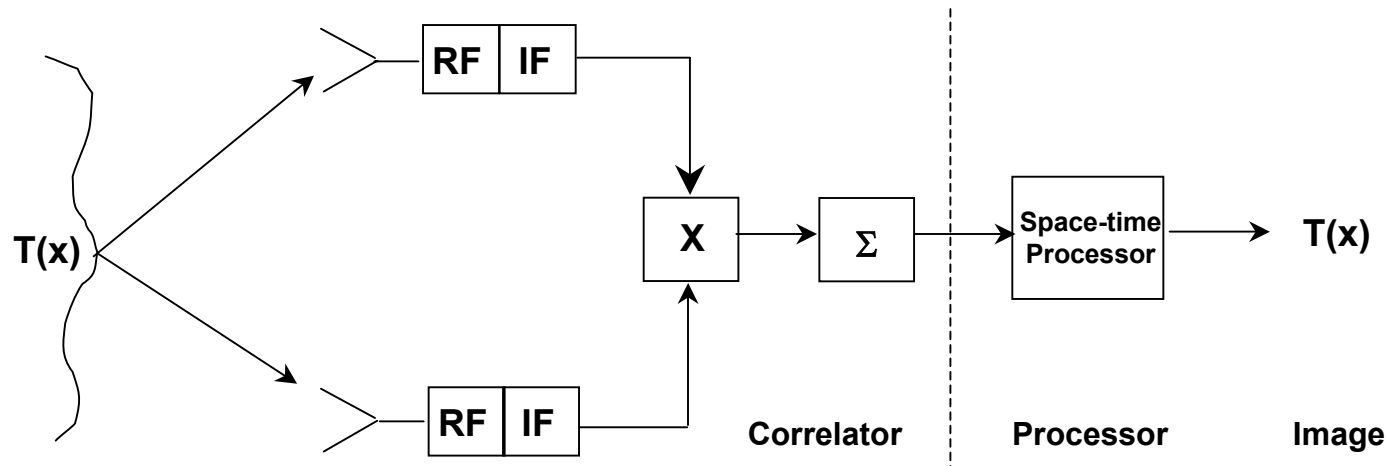 RF IF
T(x)
X
Σ
Space-time
Processor
T(x)
RF IF
Correlator
Processor
Image